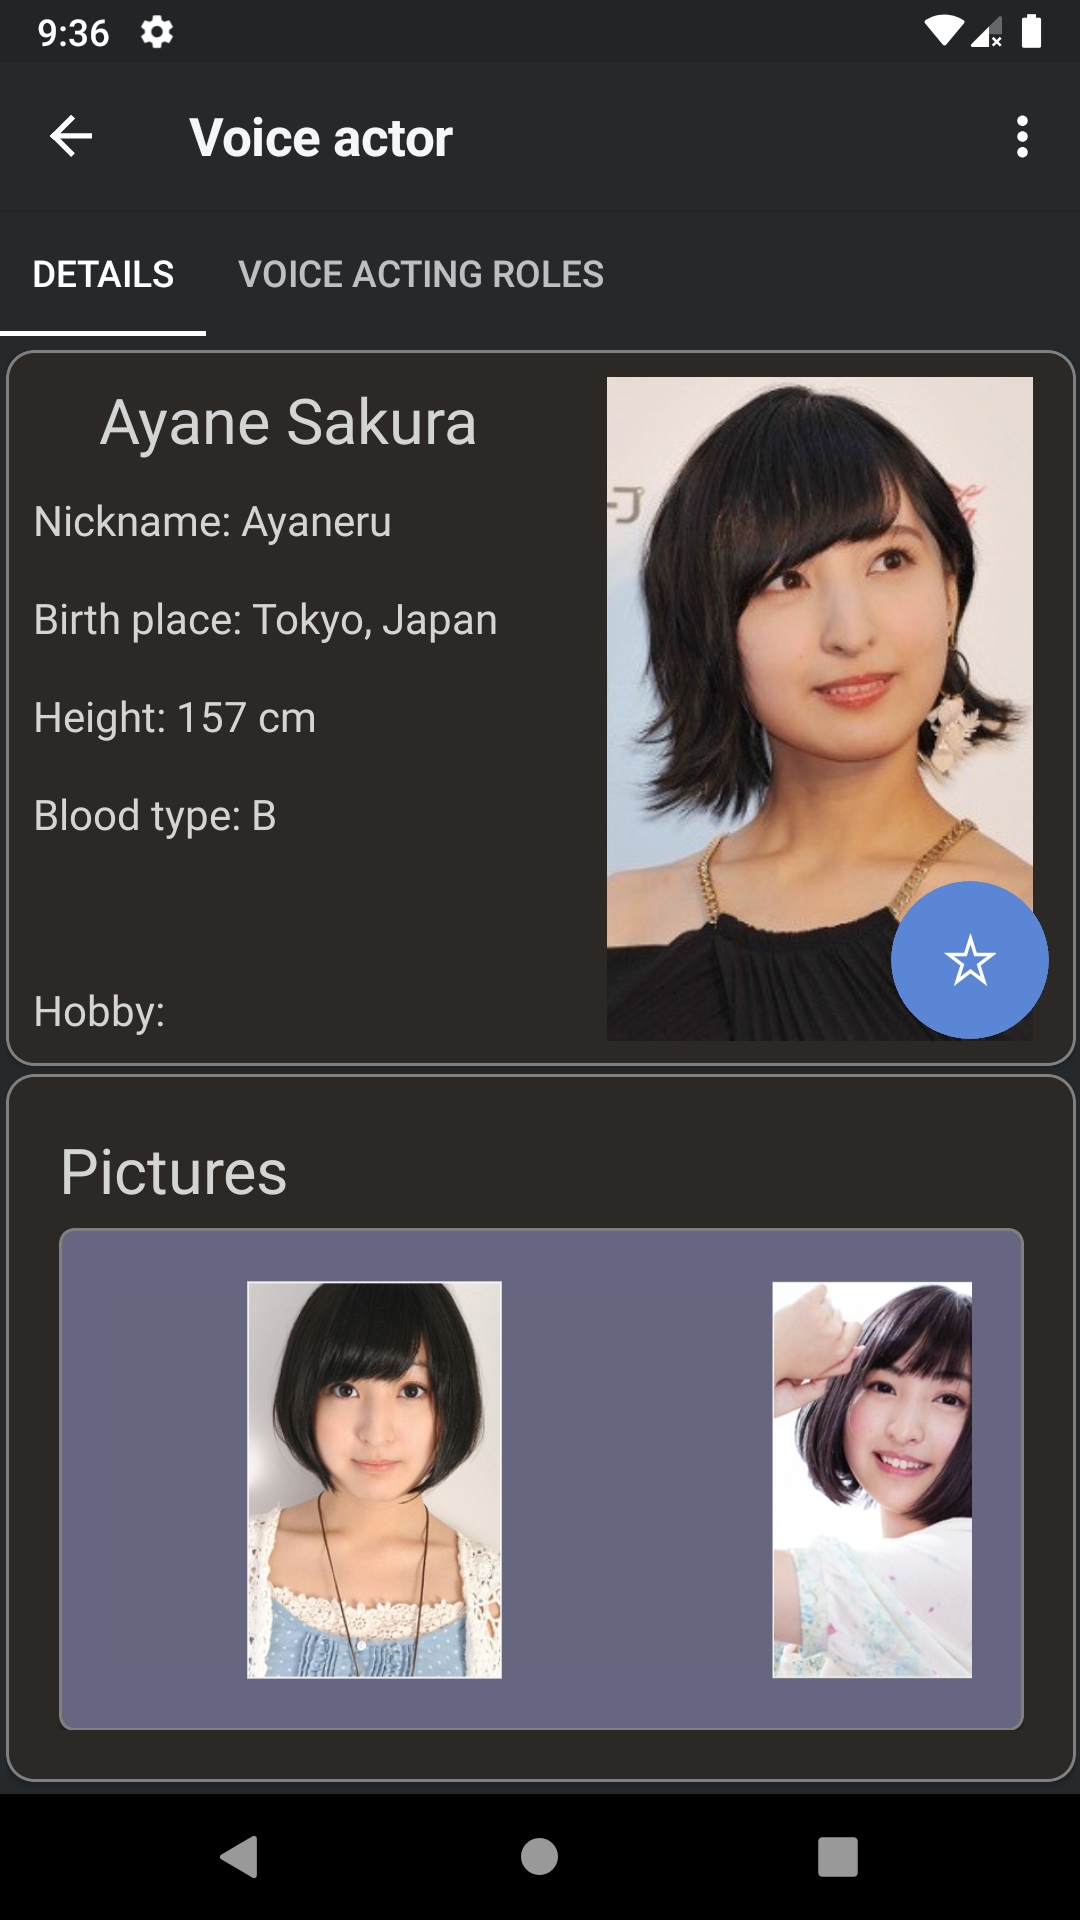 9:36
Voice actor
DETAILS
VOICE ACTING ROLES
Ayane Sakura
Nickname: Ayaneru
Birth place: Tokyo, Japan
Height: 157 cm
Blood type: B
Hobby:
Pictures